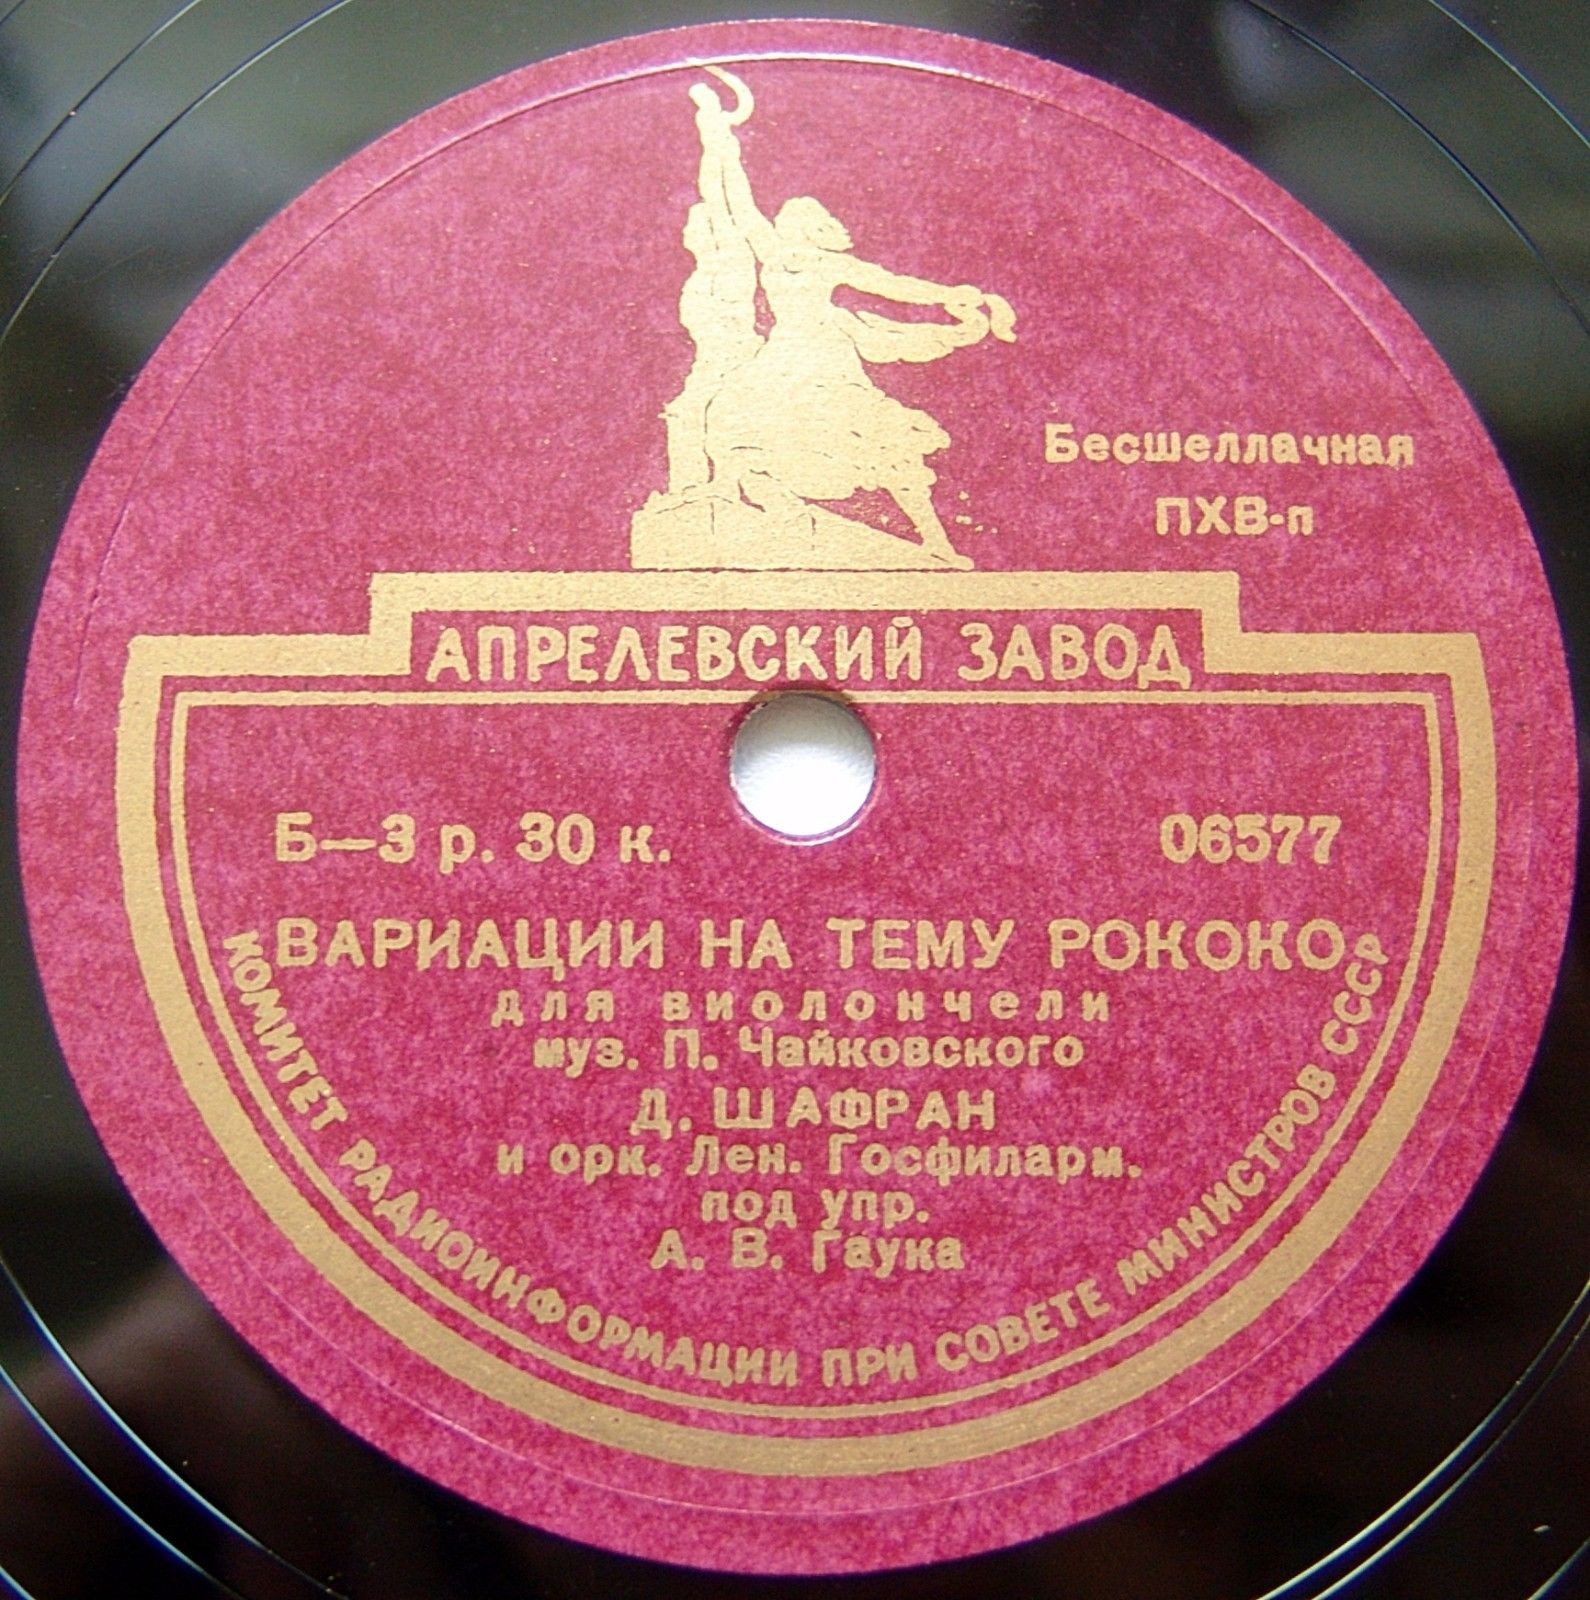 Бесшеллачная
ПХВ-п
АПРЕЛЕВСКИЙ ЗАВОД
Б—3 р. 30 к.
06577
ВАРИАЦИИ НА ТЕМУ РОКОКО
для виолончели
муз. П. Чайковского
Д. ШАФРАН
и орк. Лен. Госфиларм.
под упр.
А. В. Гаука
КОМИТЕТ РАДИОИНФОРМАЦИИ ПРИ СОВЕТЕ МИНИСТРОВ СССР